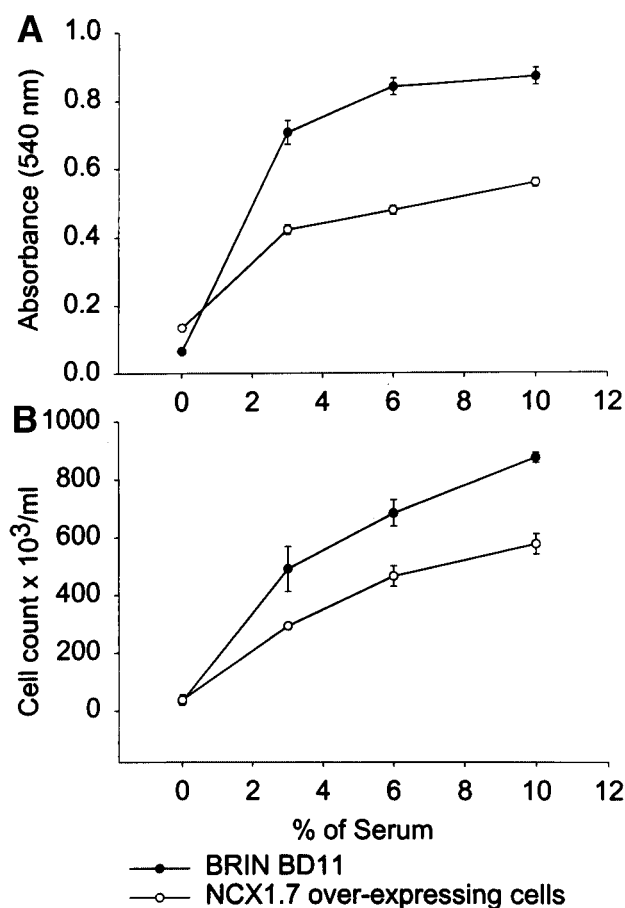 A
Absorbance (540 nm)
1.0
0.8
0.6
0.4
0.2
0.0
0 2 4 6 8 10 12
B
Cell count x 10³/ml
1000
800
600
400
200
0
0 2 4 6 8 10 12
% of Serum
BRIN BD11
NCX1.7 over-expressing cells